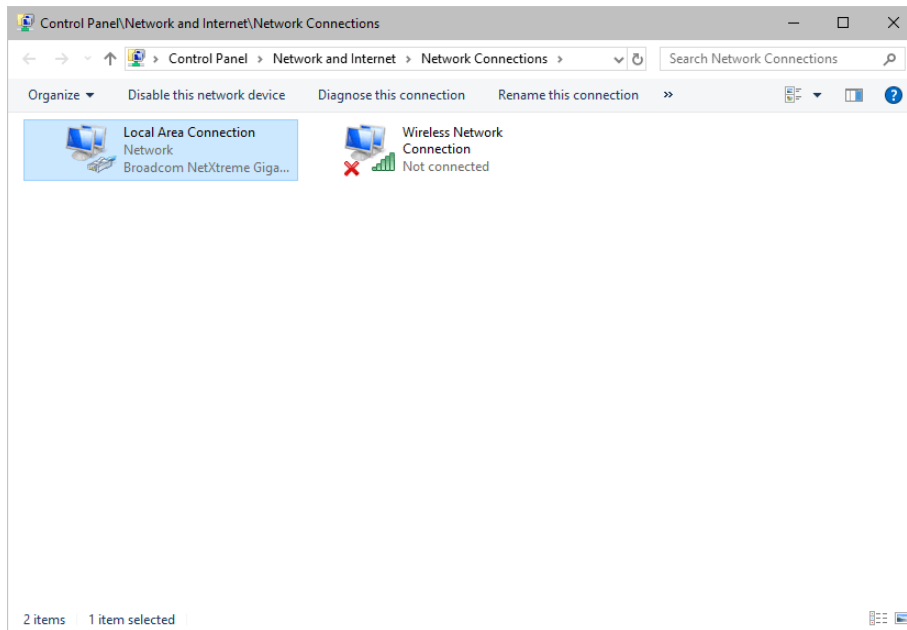 Control Panel\Network and Internet\Network Connections
Control Panel > Network and Internet > Network Connections >
Search Network Connections
Organize Disable this network device Diagnose this connection Rename this connection »
Local Area Connection
Network
Broadcom NetXtreme Giga...
Wireless Network
Connection
Not connected
2 items 1 item selected